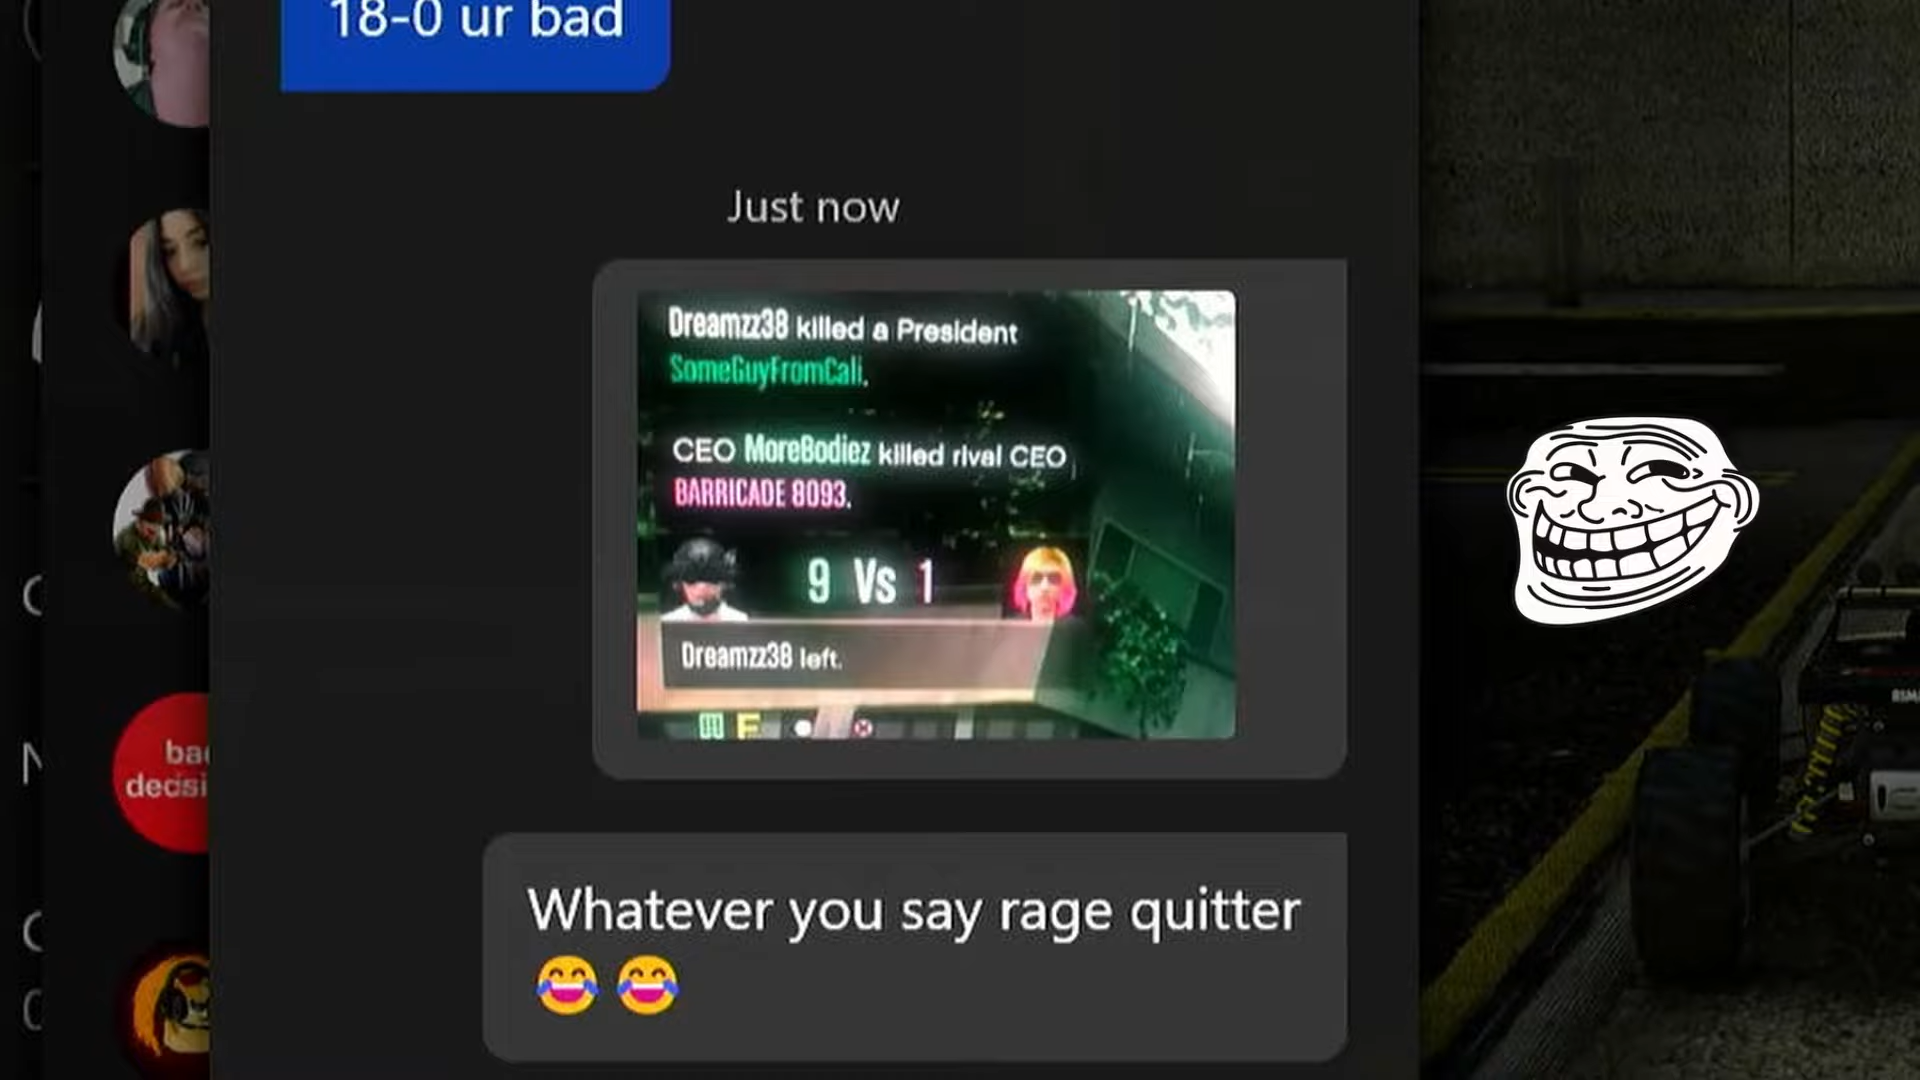 18-0 ur bad
Just now
Dreamzz38 killed a President
SomeGuyFromCali.
CEO MoreBodiez killed rival CEO
BARRICADE 8093.
9 Vs 1
Dreamzz38 left.
Whatever you say rage quitter
😂 😂